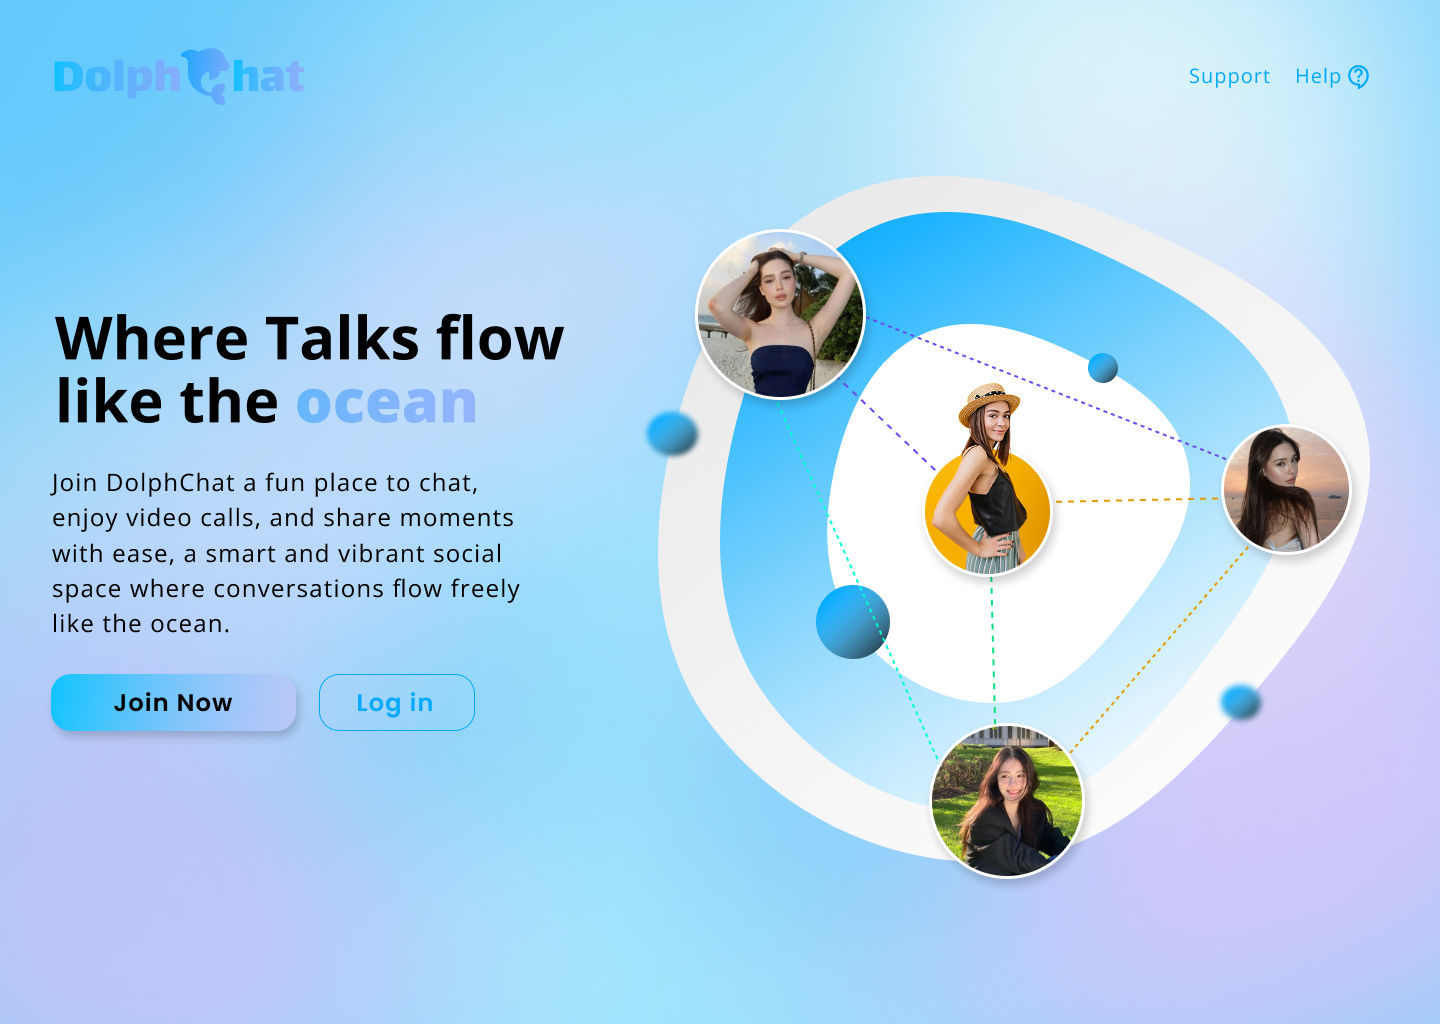 Dolph hat
Support Help
Where Talks flow
like the ocean
Join DolphChat a fun place to chat,
enjoy video calls, and share moments
with ease, a smart and vibrant social
space where conversations flow freely
like the ocean.
Join Now Log in